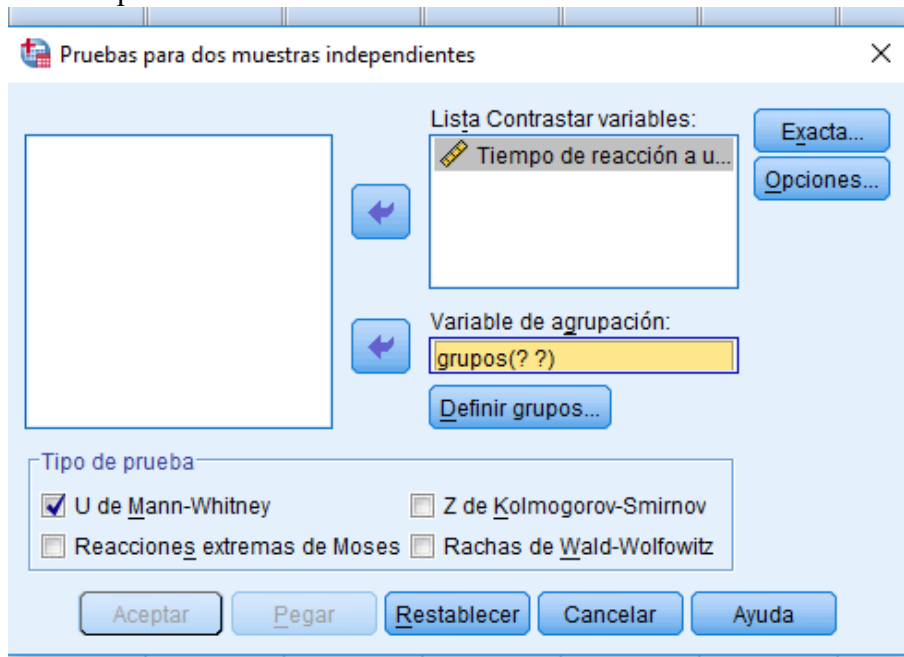 Pruebas para dos muestras independientes
Lista Contrastar variables:
Tiempo de reacción a u...
Exacta...
Opciones...
Variable de agrupación:
grupos(? ?)
Definir grupos...
Tipo de prueba
U de Mann-Whitney Z de Kolmogorov-Smirnov
Reacciones extremas de Moses Rachas de Wald-Wolfowitz
Aceptar Pegar Restablecer Cancelar Ayuda